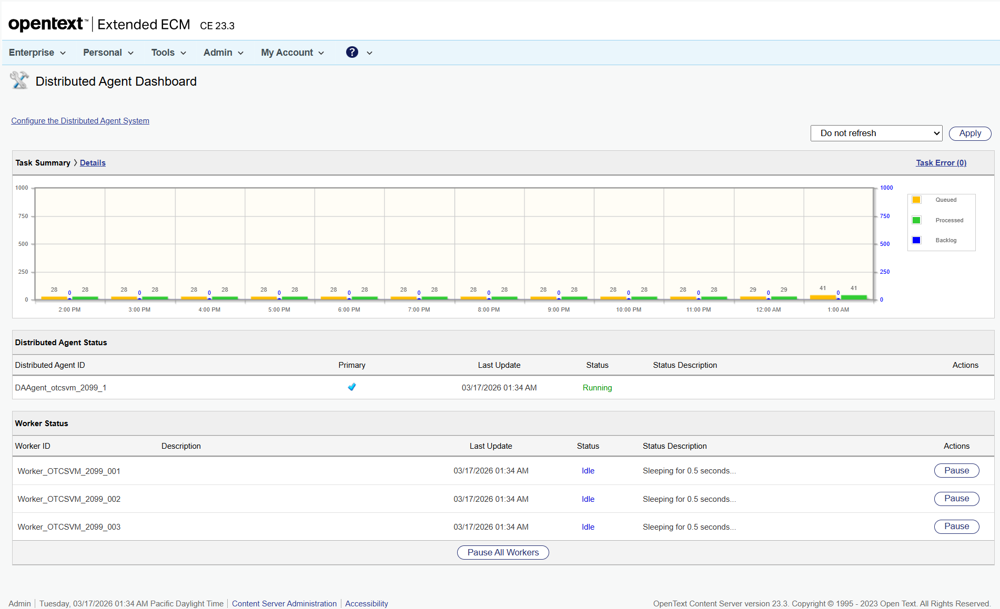 opentext™ | Extended ECM CE 23.3
Enterprise Personal Tools Admin My Account ?
Distributed Agent Dashboard
Configure the Distributed Agent System
Do not refresh Apply
Task Summary > Details Task Error (0)
1000 1000
Queued
750 750
Processed
Backlog
500 500
250 250
28 0 28 28 0 28 28 0 28 28 0 28 28 0 28 28 0 28 28 0 28 28 0 28 28 0 28 28 0 28 29 0 29 41 0 41
0 0
2:00 PM 3:00 PM 4:00 PM 5:00 PM 6:00 PM 7:00 PM 8:00 PM 9:00 PM 10:00 PM 11:00 PM 12:00 AM 1:00 AM
Distributed Agent Status
Distributed Agent ID Primary Last Update Status Status Description Actions
DAAgent_otcsvm_2099_1 03/17/2026 01:34 AM Running
Worker Status
Worker ID Description Last Update Status Status Description Actions
Worker_OTCSVM_2099_001 03/17/2026 01:34 AM Idle Sleeping for 0.5 seconds... Pause
Worker_OTCSVM_2099_002 03/17/2026 01:34 AM Idle Sleeping for 0.5 seconds... Pause
Worker_OTCSVM_2099_003 03/17/2026 01:34 AM Idle Sleeping for 0.5 seconds... Pause
Pause All Workers
Admin | Tuesday, 03/17/2026 01:34 AM Pacific Daylight Time | Content Server Administration | Accessibility OpenText Content Server version 23.3. Copyright © 1995 - 2023 Open Text. All Rights Reserved.